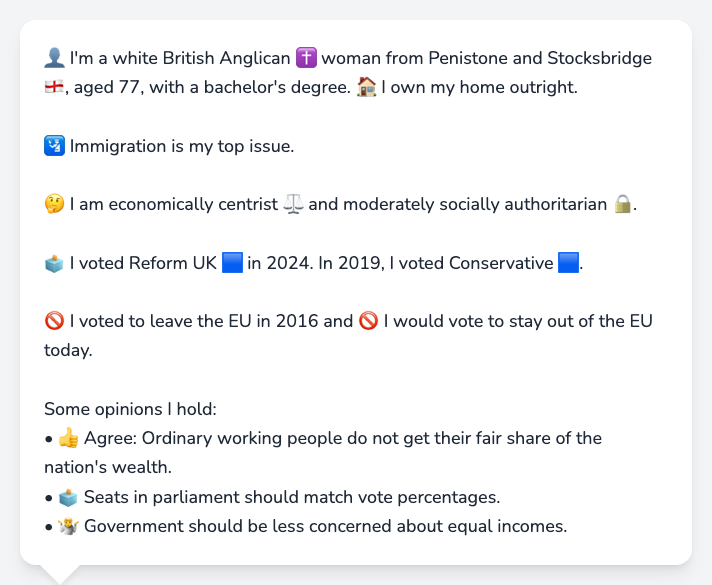 👤 I'm a white British Anglican ✝️ woman from Penistone and Stocksbridge
🏴󠁧󠁢󠁥󠁮󠁧󠁿, aged 77, with a bachelor's degree. 🏠 I own my home outright.
🛂 Immigration is my top issue.
🤔 I am economically centrist ⚖️ and moderately socially authoritarian 🔒.
🗳️ I voted Reform UK 🟦 in 2024. In 2019, I voted Conservative 🟦.
🚫 I voted to leave the EU in 2016 and 🚫 I would vote to stay out of the EU
today.
Some opinions I hold:
• 👍 Agree: Ordinary working people do not get their fair share of the
nation's wealth.
• 🗳️ Seats in parliament should match vote percentages.
• 🤷 Government should be less concerned about equal incomes.